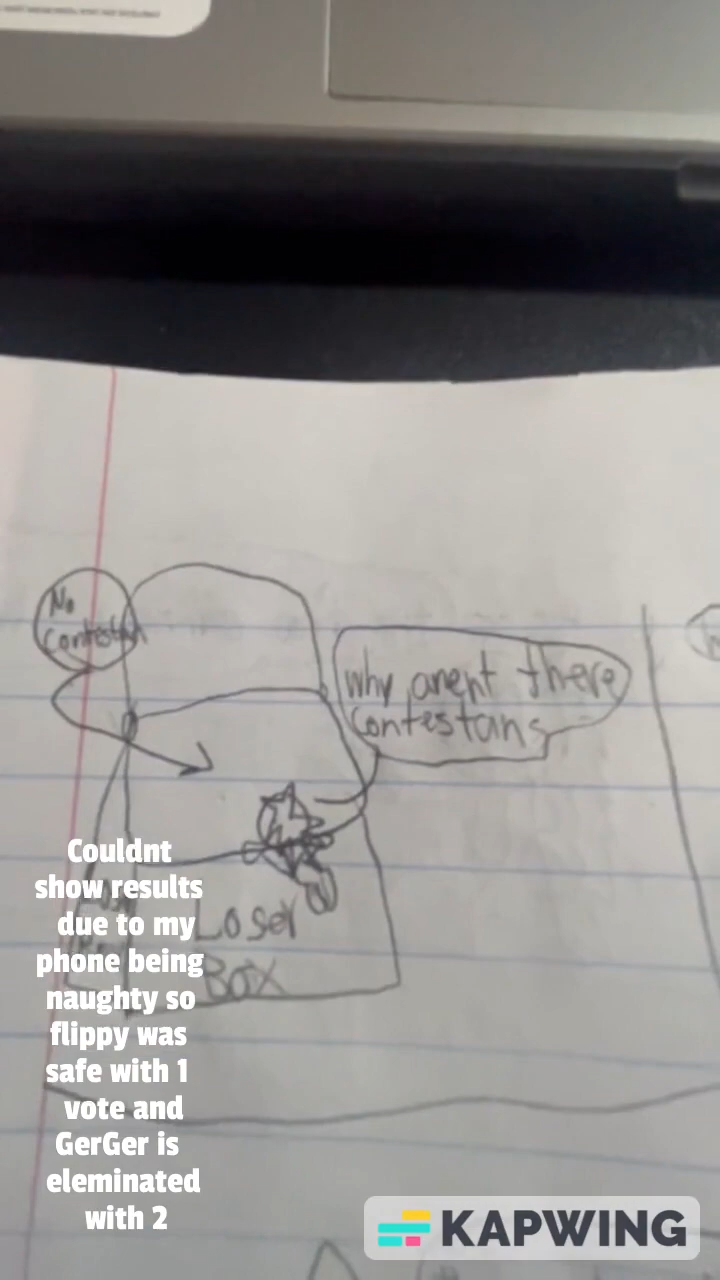 No
Contestan
why arent there
Contestans
Loser
Box
Couldnt
show results
due to my
phone being
naughty so
flippy was
safe with 1
vote and
GerGer is
eleminated
with 2
KAPWING